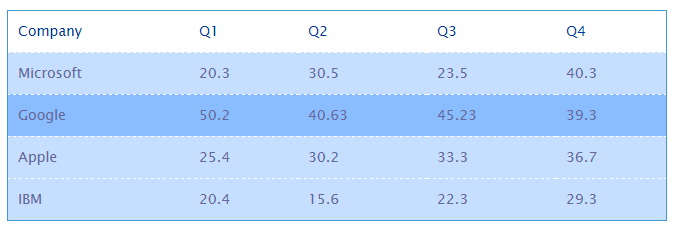 Company Q1 Q2 Q3 Q4
Microsoft 20.3 30.5 23.5 40.3
Google 50.2 40.63 45.23 39.3
Apple 25.4 30.2 33.3 36.7
IBM 20.4 15.6 22.3 29.3